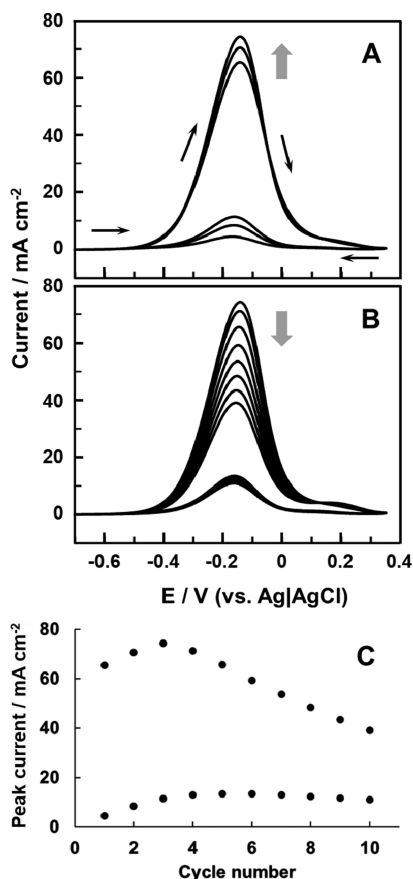 80
A
60
40
20
0
Current / mA cm-2
80
B
60
40
20
0
-0.6 -0.4 -0.2 0 0.2 0.4
E / V (vs. Ag|AgCl)
80
C
60
40
20
0
Peak current / mA cm-2
0 2 4 6 8 10
Cycle number